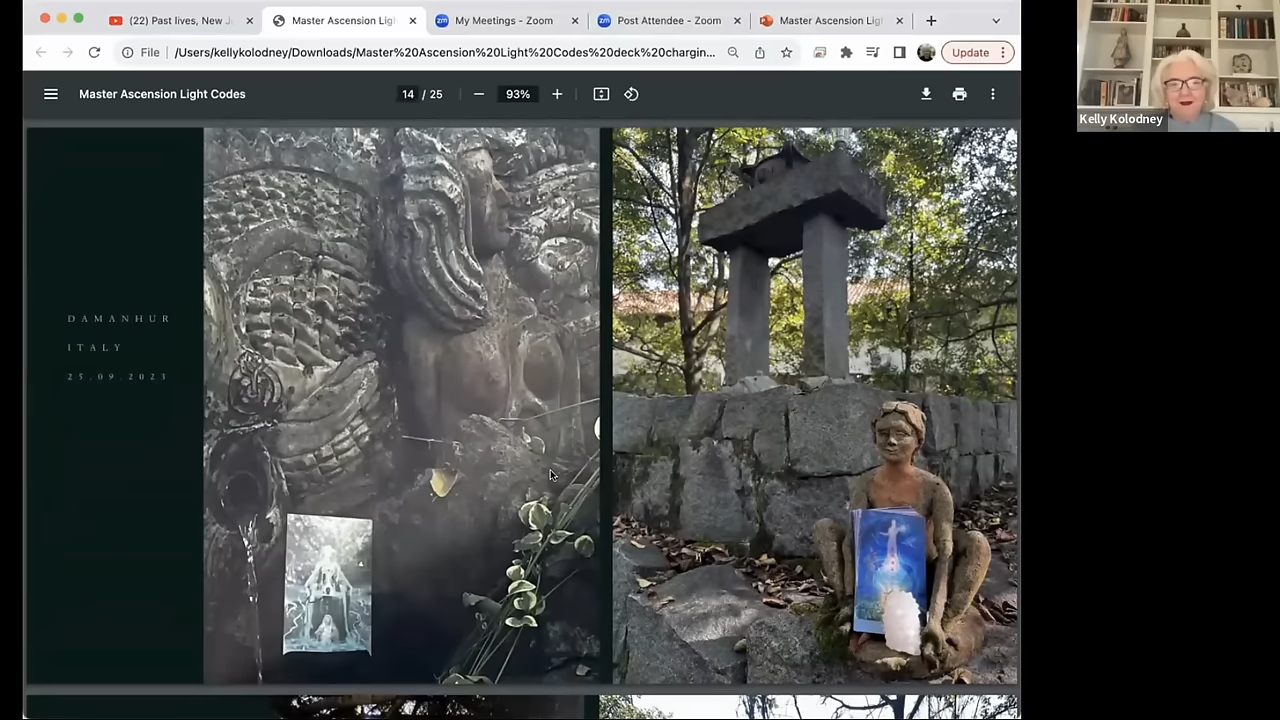 (22) Past lives, New J
Master Ascension Light
My Meetings - Zoom
Post Attendee - Zoom
Master Ascension Ligh
File
/Users/kellykolodney/Downloads/Master%20Ascension%20Light%20Codes%20deck%20chargin...
Update
Master Ascension Light Codes
14 / 25
93%
DAMANHUR
ITALY
25.09.2023
Kelly Kolodney